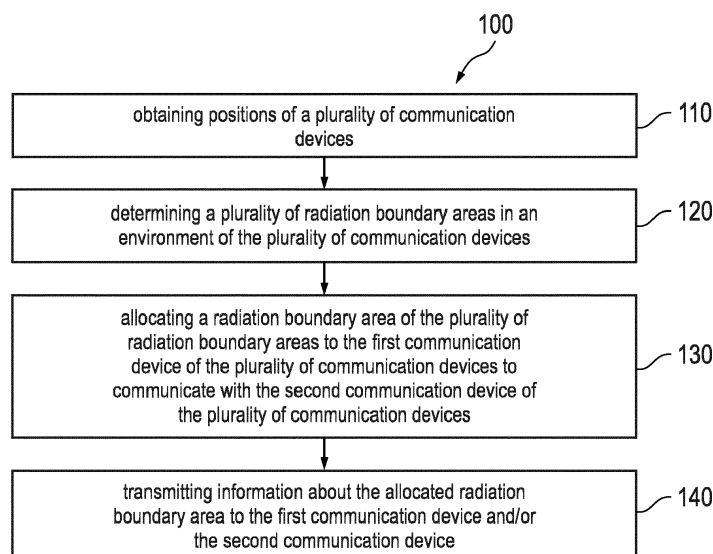 100
obtaining positions of a plurality of communication
devices
110
determining a plurality of radiation boundary areas in an
environment of the plurality of communication devices
120
allocating a radiation boundary area of the plurality of
radiation boundary areas to the first communication
device of the plurality of communication devices to
communicate with the second communication device of
the plurality of communication devices
130
transmitting information about the allocated radiation
boundary area to the first communication device and/or
the second communication device
140